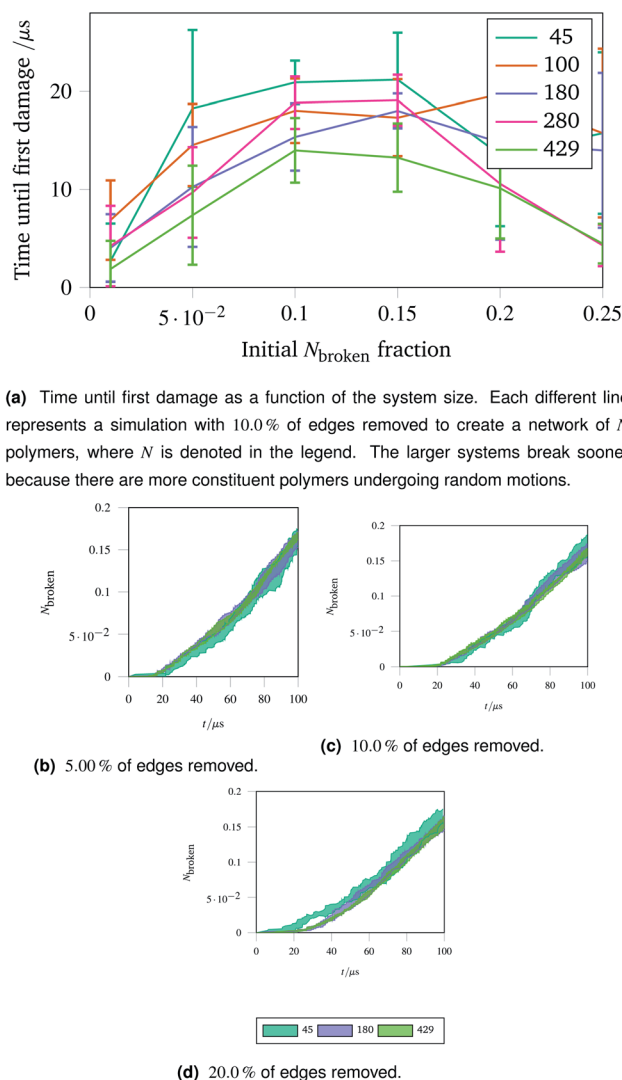 Time until first damage /μs
20
10
0
0
5 · 10⁻²
0.1
0.15
0.2
0.25
Initial N_broken fraction
45
100
180
280
429
(a) Time until first damage as a function of the system size. Each different line
represents a simulation with 10.0 % of edges removed to create a network of N
polymers, where N is denoted in the legend. The larger systems break soone
because there are more constituent polymers undergoing random motions.
N_broken
0.2
0.15
0.1
5 · 10⁻²
0
0 20 40 60 80 100
t/μs
(b) 5.00 % of edges removed.
N_broken
0.2
0.15
0.1
5 · 10⁻²
0
0 20 40 60 80 100
t/μs
(c) 10.0 % of edges removed.
N_broken
0.2
0.15
0.1
5 · 10⁻²
0
0 20 40 60 80 100
t/μs
45 180 429
(d) 20.0 % of edges removed.